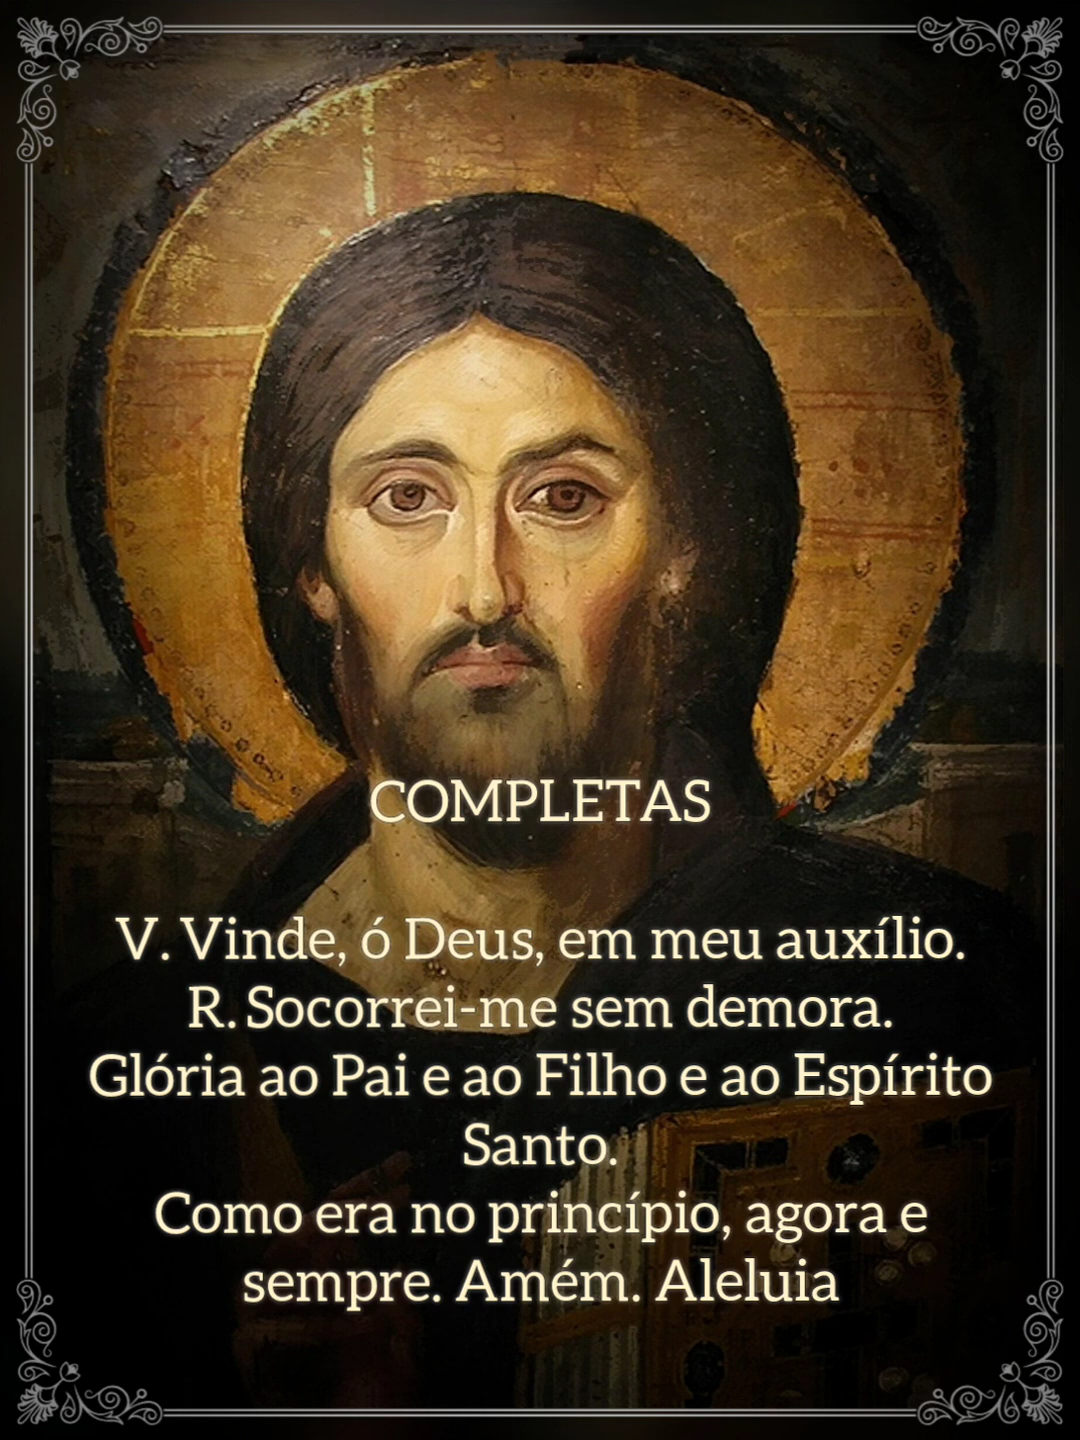 COMPLETAS
V. Vinde, ó Deus, em meu auxílio.
R. Socorrei-me sem demora.
Glória ao Pai e ao Filho e ao Espírito
Santo.
Como era no princípio, agora e
sempre. Amém. Aleluia